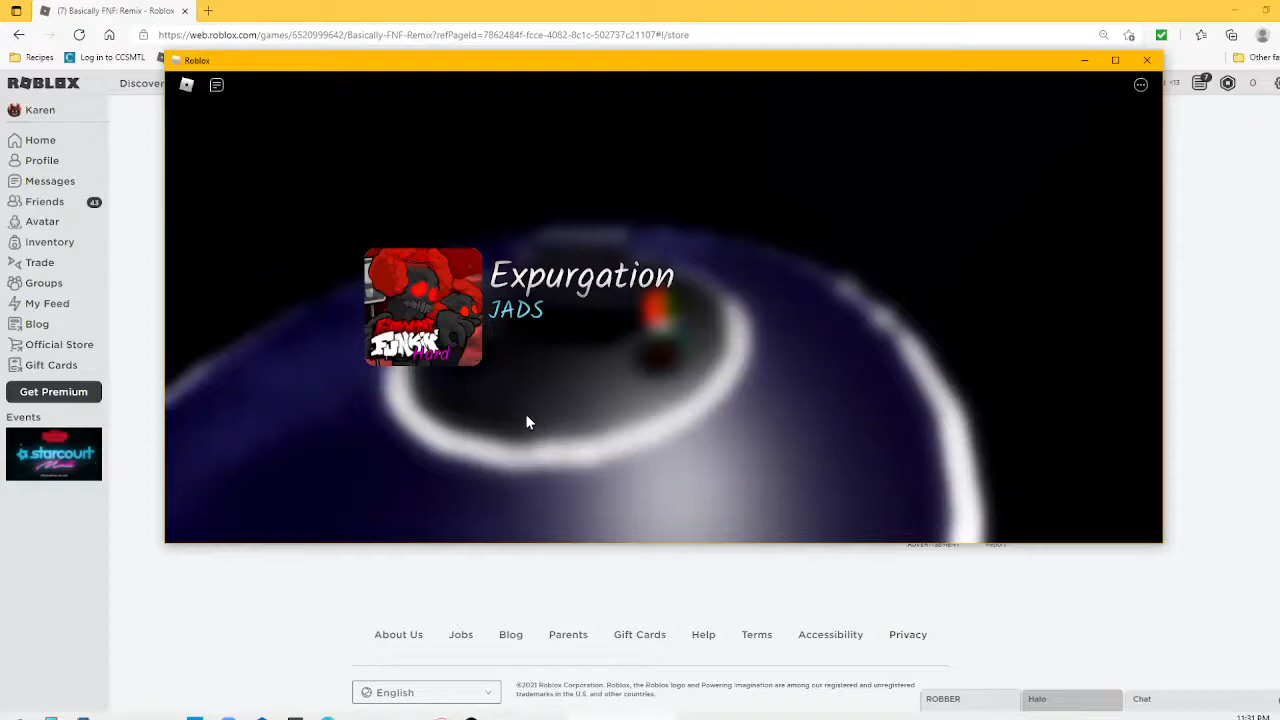 (7) Basically FNF: Remix - Roblox
https://web.roblox.com/games/6520999642/Basically-FNF-Remix?refPageId=7862484f-fcce-4082-8c1c-502737c21107#!/store
Recipes
Log in to CCSMTL
Other fa
Roblox
ROBLOX
Discover
<13
7
Karen
Home
Profile
Messages
Friends 43
Avatar
Inventory
Trade
Groups
My Feed
Blog
Official Store
Gift Cards
Get Premium
Events
starcourt
Expurgation
JADS
FUNKIN'
Hard
Report
About Us Jobs Blog Parents Gift Cards Help Terms Accessibility Privacy
English
©2021 Roblox Corporation. Roblox, the Roblox logo and Powering Imagination are among our registered and unregistered
trademarks in the U.S. and other countries.
ROBBER
Halo
Chat
11:31 PM